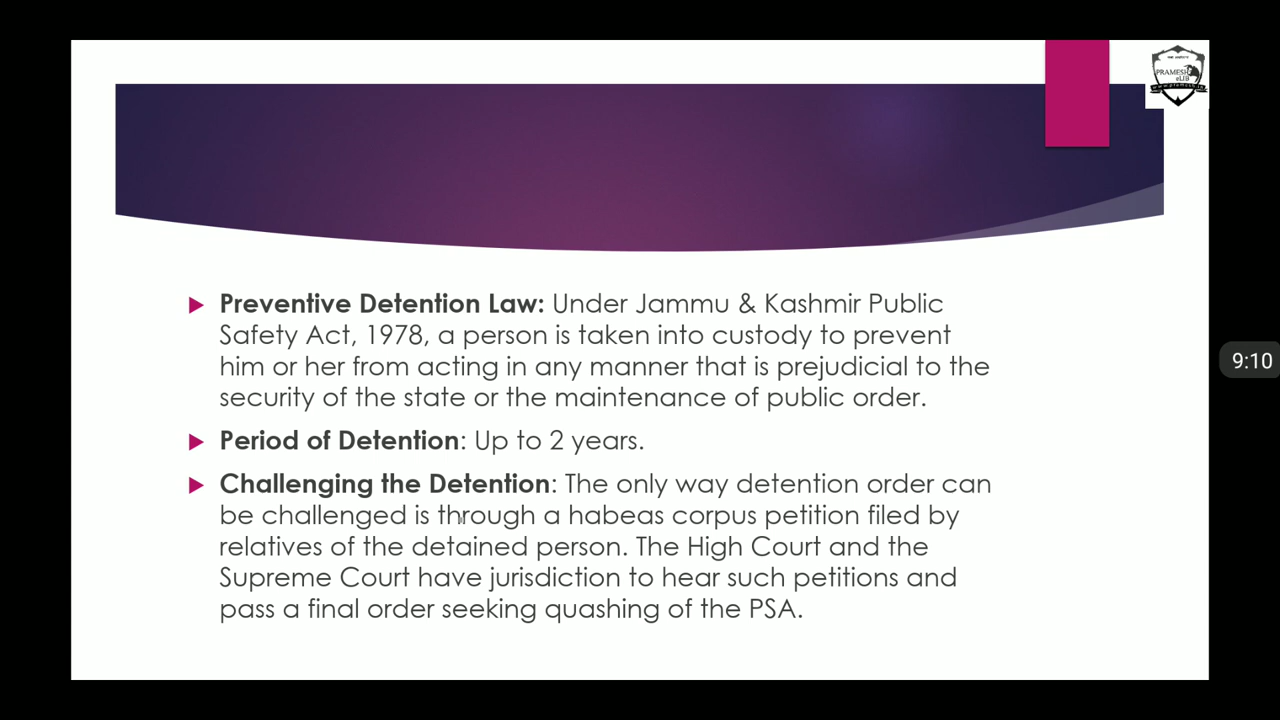 PRAMESH
eLIB
Preventive Detention Law: Under Jammu & Kashmir Public
Safety Act, 1978, a person is taken into custody to prevent
him or her from acting in any manner that is prejudicial to the
security of the state or the maintenance of public order.
9:10
Period of Detention: Up to 2 years.
Challenging the Detention: The only way detention order can
be challenged is through a habeas corpus petition filed by
relatives of the detained person. The High Court and the
Supreme Court have jurisdiction to hear such petitions and
pass a final order seeking quashing of the PSA.